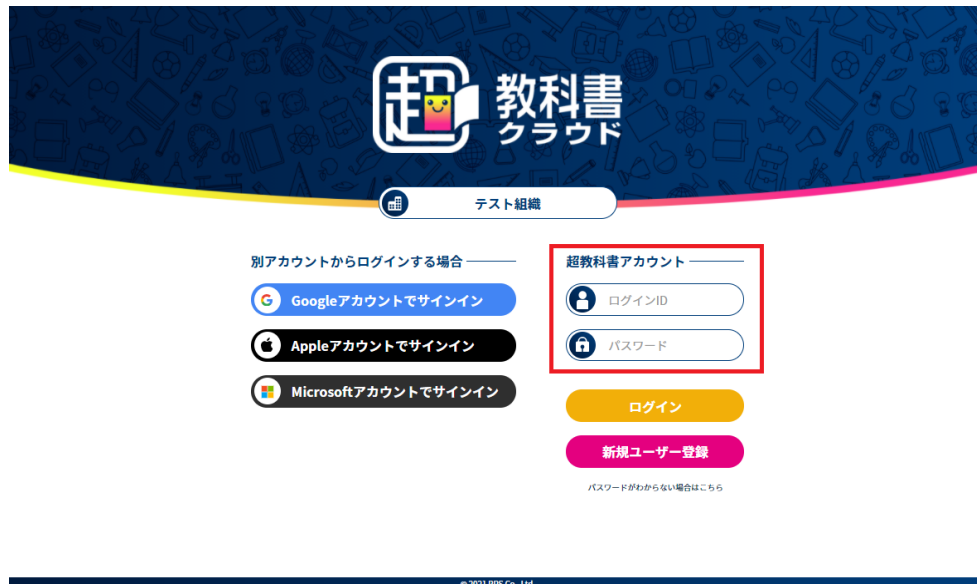 超 教科書
クラウド
テスト組織
別アカウントからログインする場合
Googleアカウントでサインイン
Appleアカウントでサインイン
Microsoftアカウントでサインイン
超教科書アカウント
ログインID
パスワード
ログイン
新規ユーザー登録
パスワードがわからない場合はこちら